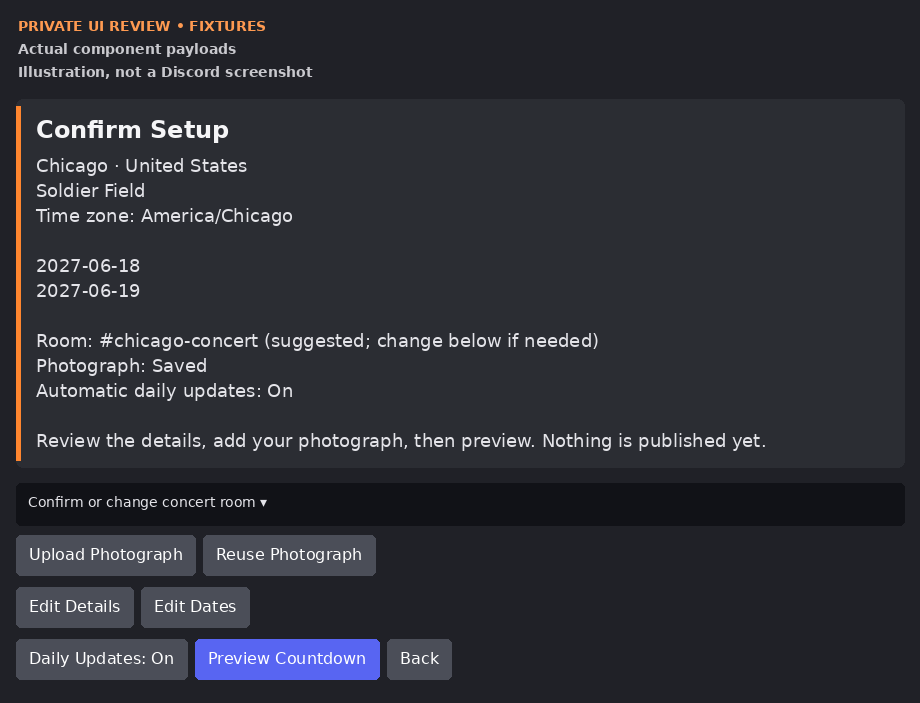 PRIVATE UI REVIEW • FIXTURES
Actual component payloads
Illustration, not a Discord screenshot
Confirm Setup
Chicago · United States
Soldier Field
Time zone: America/Chicago
2027-06-18
2027-06-19
Room: #chicago-concert (suggested; change below if needed)
Photograph: Saved
Automatic daily updates: On
Review the details, add your photograph, then preview. Nothing is published yet.
Confirm or change concert room ▾
Upload Photograph Reuse Photograph
Edit Details Edit Dates
Daily Updates: On Preview Countdown Back